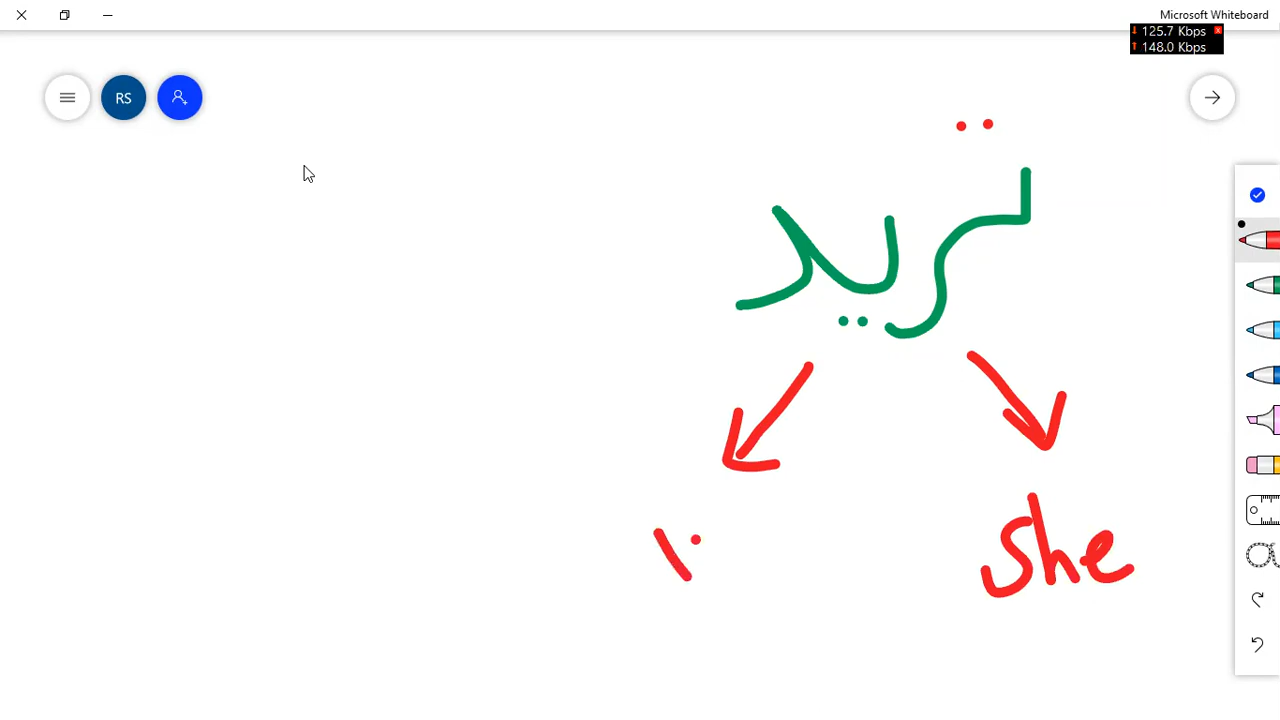 Microsoft Whiteboard
125.7 Kbps
148.0 Kbps
RS
تريد
she